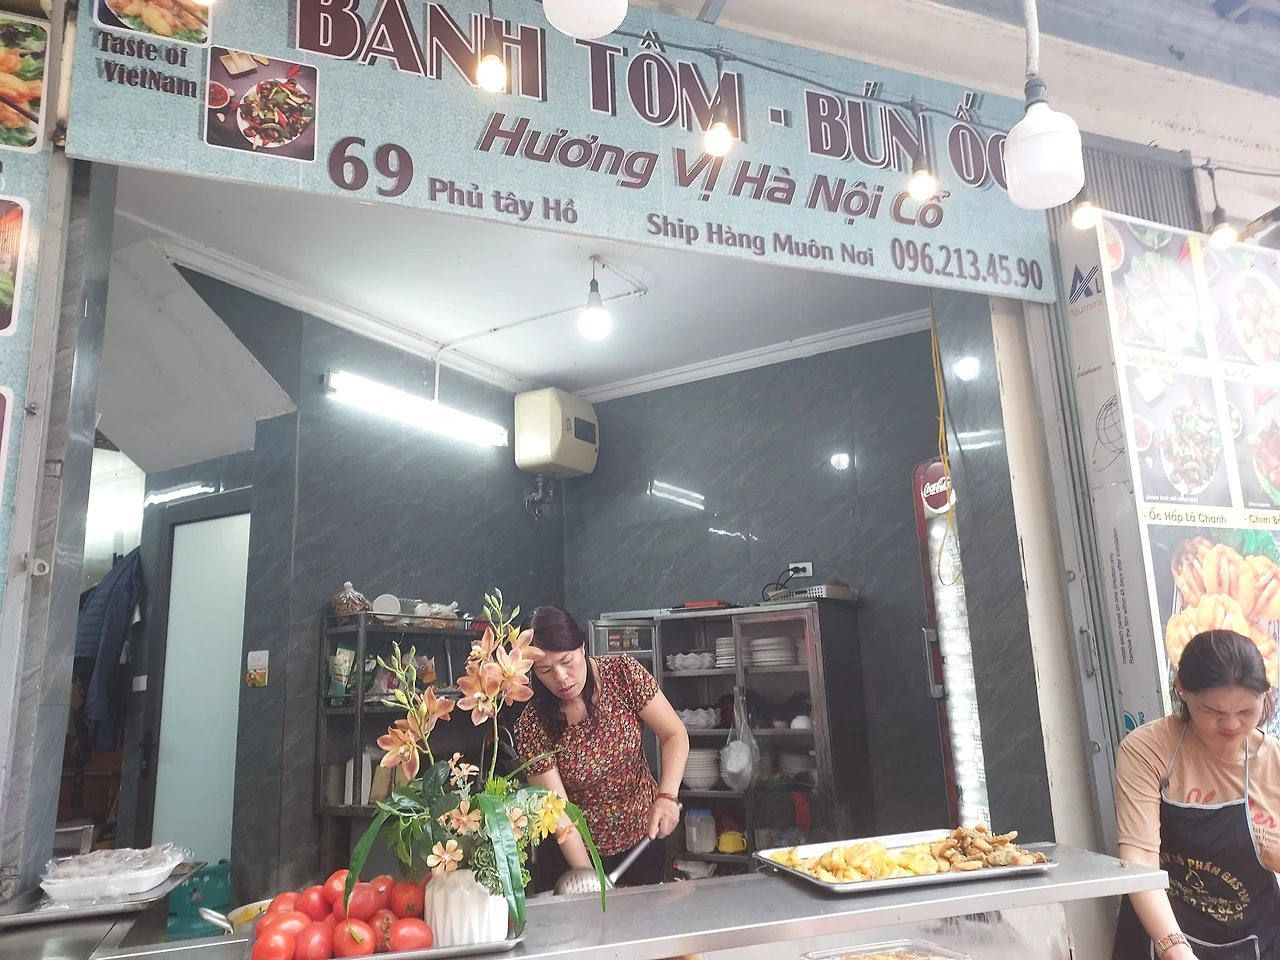 Taste of
VietNam
BÁNH TÔM - BÚN ỐC
Hương Vị Hà Nội Cổ
69 Phủ tây Hồ
Ship Hàng Muôn Nơi 096.213.45.90
Coca-Cola
- Ốc Hấp Lá Chanh